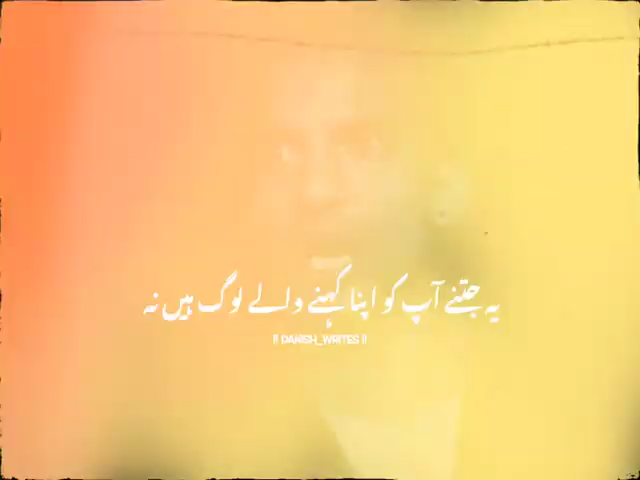 یہ جتنے آپ کو اپنا کہنے والے لوگ ہیں نہ
|| DANISH_WRITES ||